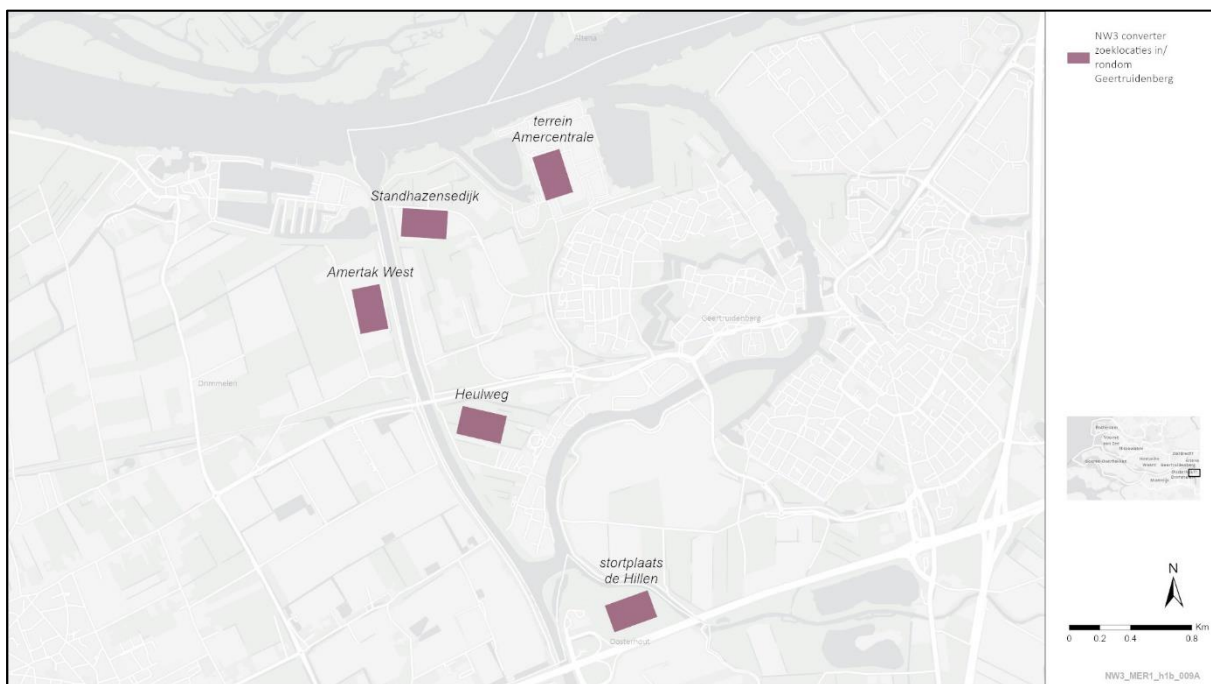 Altena
terrein
Amercentrale
Standhazensedijk
Amertak West
Geertruidenberg
Drimmelen
Heulweg
stortplaats
de Hillen
Oosterhout
NW3 converter
zoeklocaties in/
rondom
Geertruidenberg
N
Km
0 0.2 0.4 0.8
NW3_MER1_h1b_009A